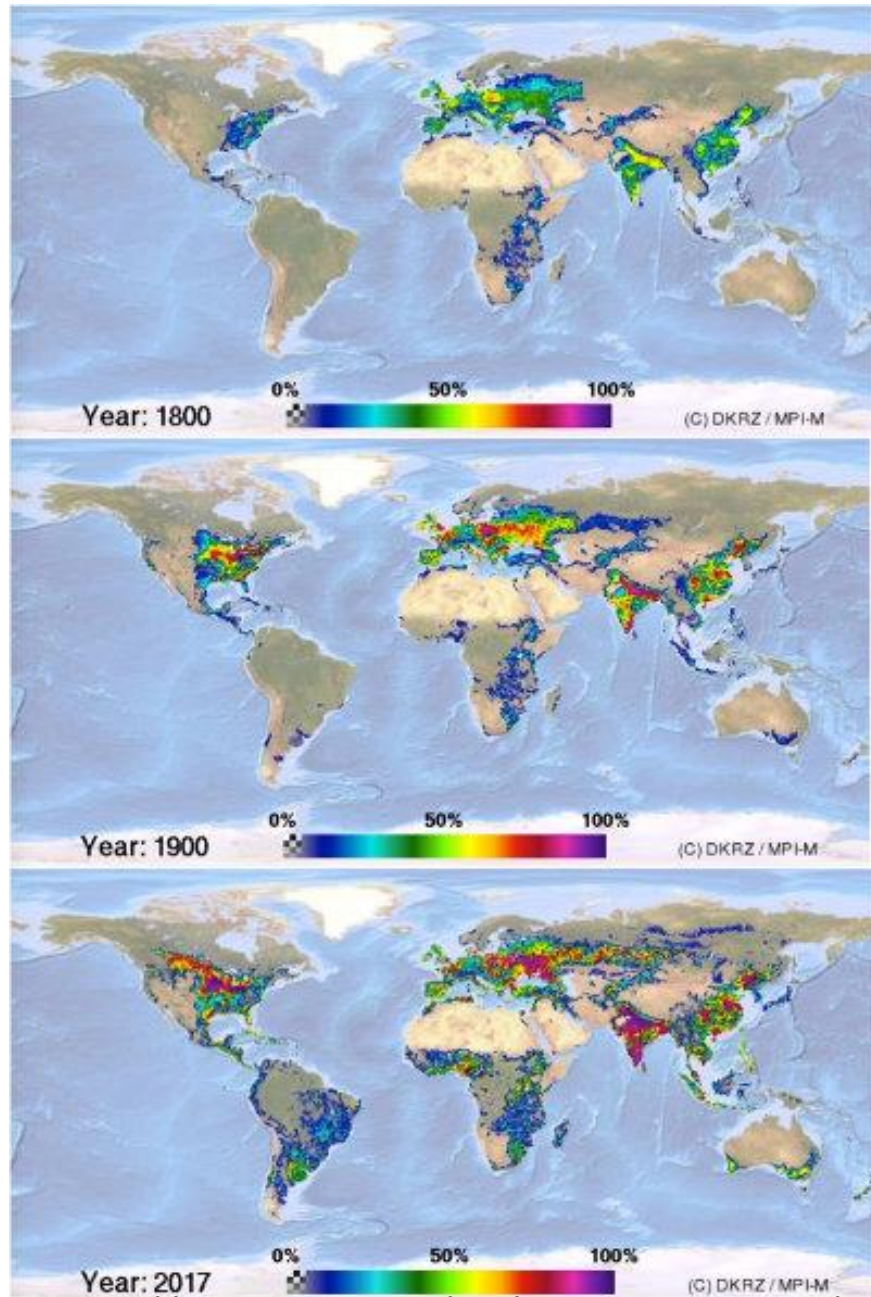 0% 50% 100%
Year: 1800 (C) DKRZ / MPI-M
0% 50% 100%
Year: 1900 (C) DKRZ / MPI-M
0% 50% 100%
Year: 2017 (C) DKRZ / MPI-M